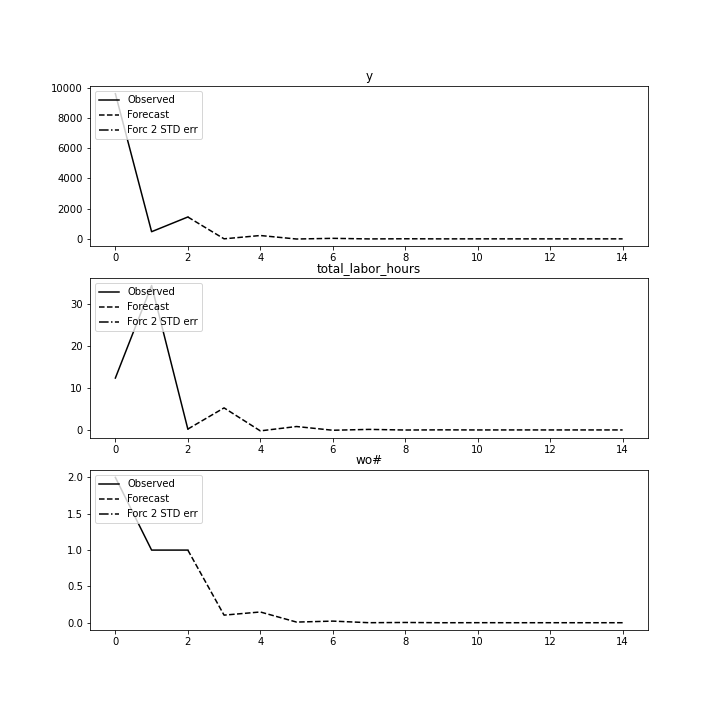 y
10000
8000
6000
4000
2000
0
Observed
Forecast
Forc 2 STD err
0 2 4 6 8 10 12 14
total_labor_hours
30
20
10
0
Observed
Forecast
Forc 2 STD err
0 2 4 6 8 10 12 14
wo#
2.0
1.5
1.0
0.5
0.0
Observed
Forecast
Forc 2 STD err
0 2 4 6 8 10 12 14